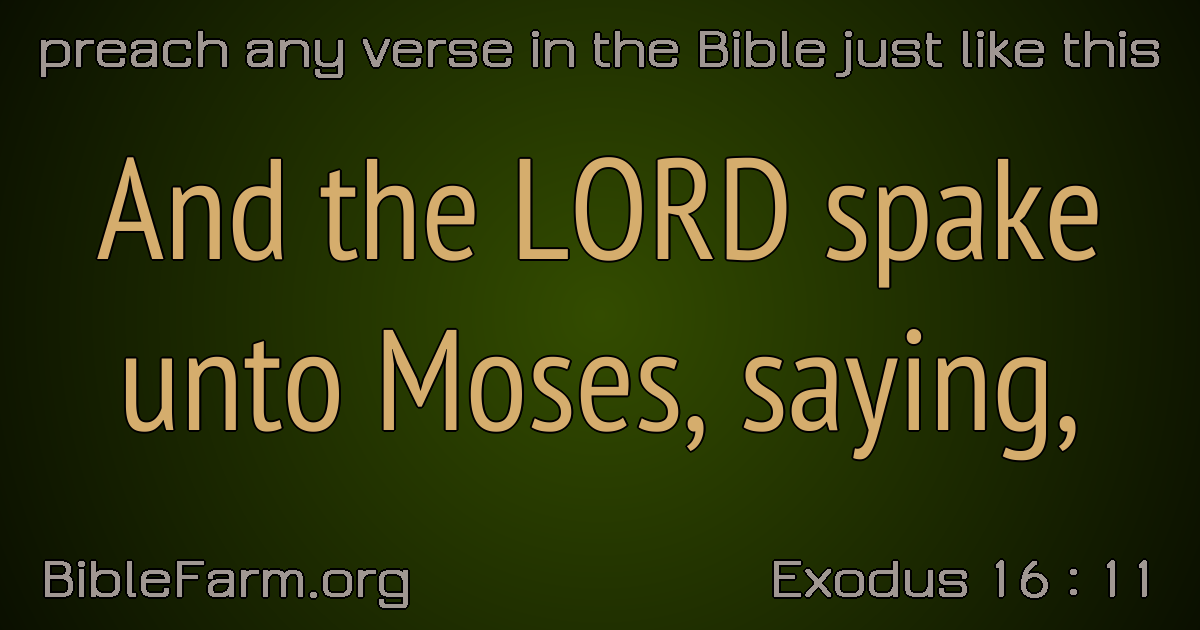 preach any verse in the Bible just like this
And the LORD spake
unto Moses, saying,
BibleFarm.org
Exodus 16 : 11